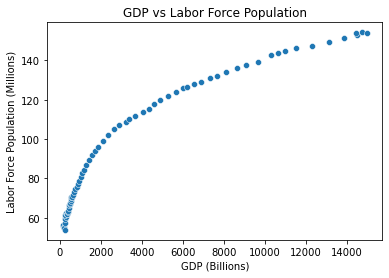 GDP vs Labor Force Population
Labor Force Population (Millions)
140
120
100
80
60
0 2000 4000 6000 8000 10000 12000 14000
GDP (Billions)